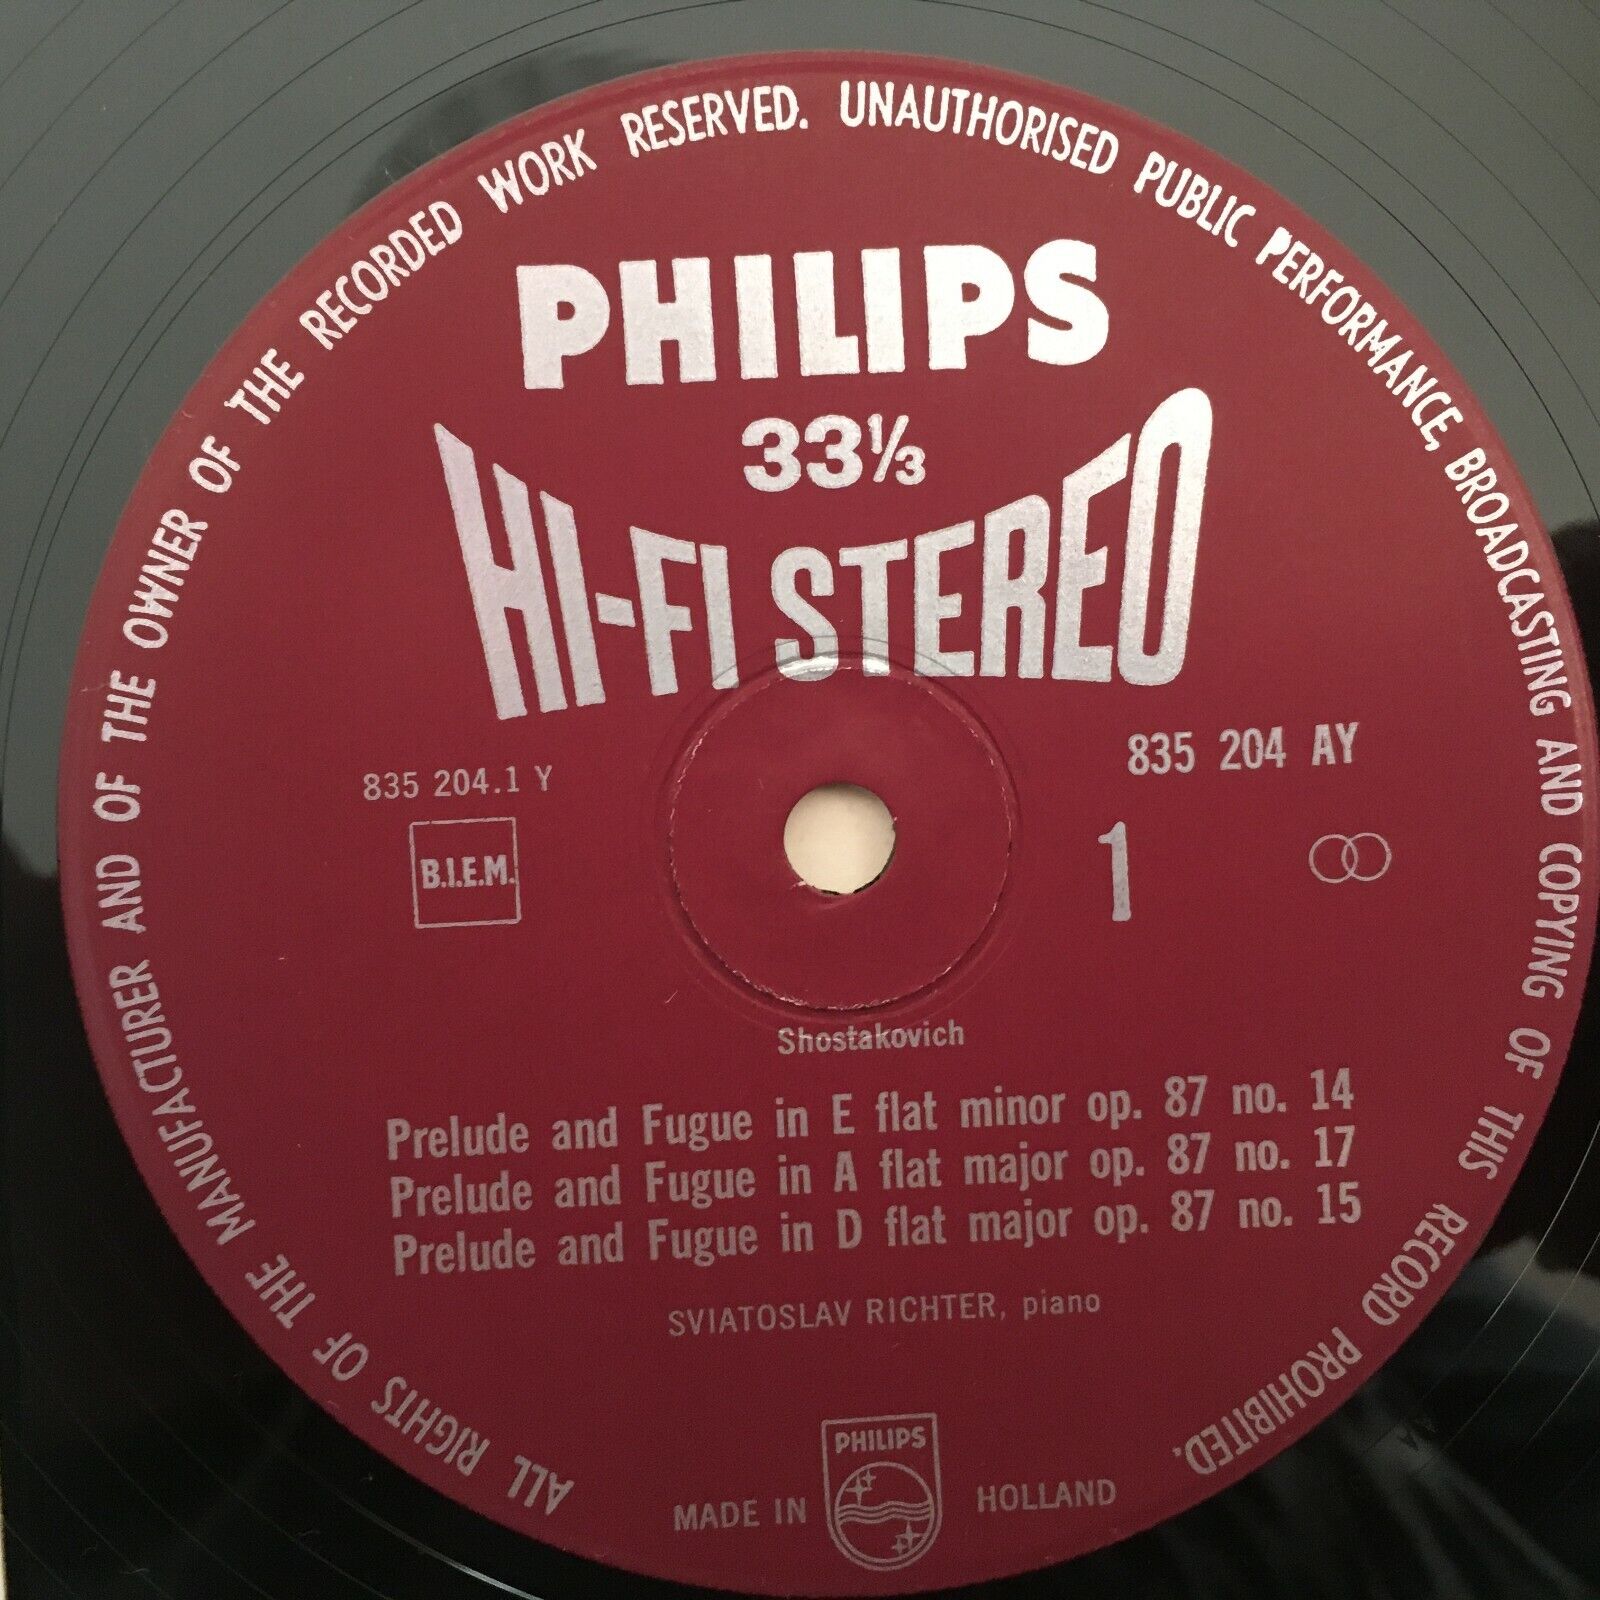 ALL RIGHTS OF THE MANUFACTURER AND OF THE OWNER OF THE RECORDED WORK RESERVED. UNAUTHORISED PUBLIC PERFORMANCE, BROADCASTING AND COPYING OF THIS RECORD PROHIBITED.
PHILIPS
33⅓
HI-FI STEREO
835 204.1 Y
835 204 AY
B.I.E.M.
1
Shostakovich
Prelude and Fugue in E flat minor op. 87 no. 14
Prelude and Fugue in A flat major op. 87 no. 17
Prelude and Fugue in D flat major op. 87 no. 15
SVIATOSLAV RICHTER, piano
PHILIPS
MADE IN HOLLAND